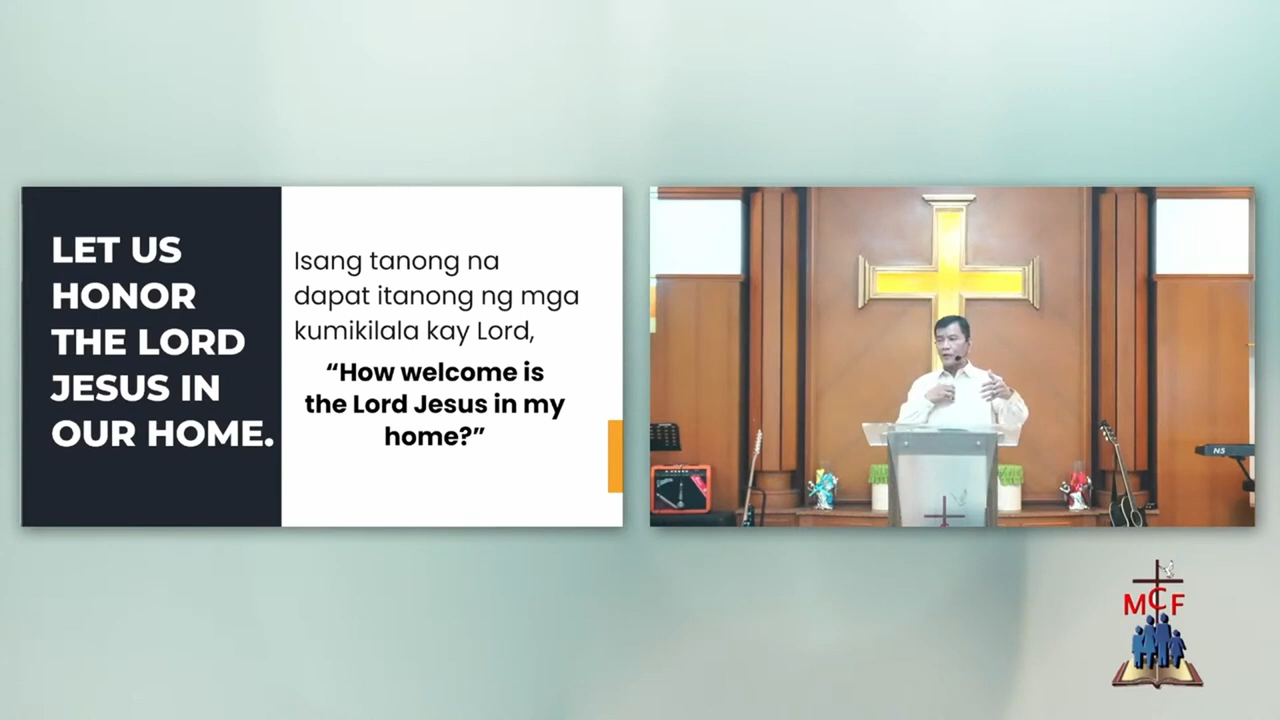 LET US
HONOR
THE LORD
JESUS IN
OUR HOME.
Isang tanong na
dapat itanong ng mga
kumikilala kay Lord,
“How welcome is
the Lord Jesus in my
home?”
N5
MCF